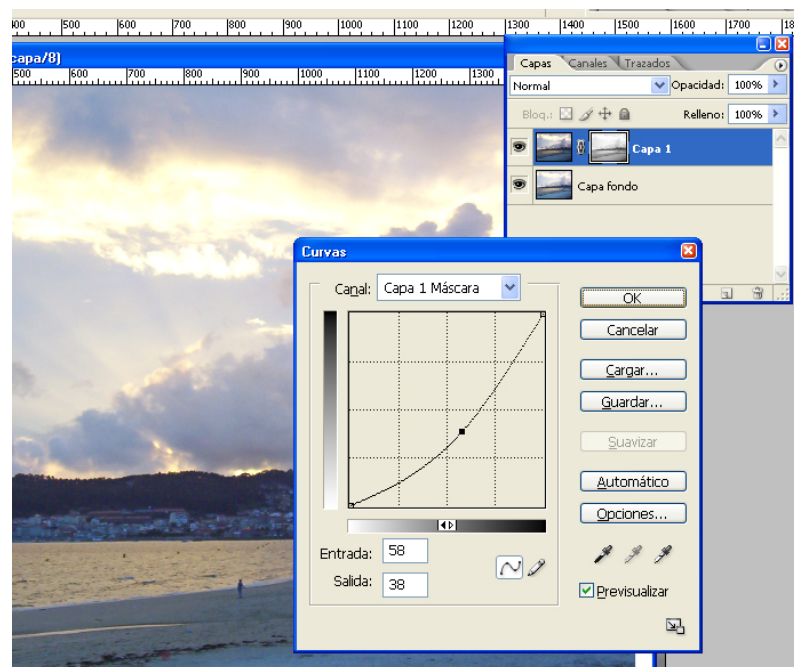 400 500 600 700 800 900 1000 1100 1200 1300 1400 1500 1600 1700 18
capa/8)
500 600 700 800 900 1000 1100 1200 1300
Capas Canales Trazados
Normal Opacidad: 100%
Bloq.: Relleno: 100%
Capa 1
Capa fondo
Curvas
Canal: Capa 1 Máscara
OK
Cancelar
Cargar...
Guardar...
Suavizar
Automático
Opciones...
Entrada: 58
Salida: 38
Previsualizar